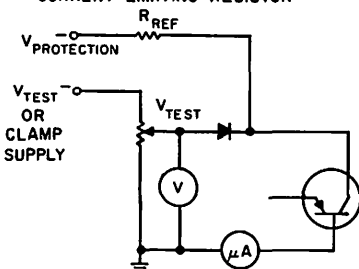 CURRENT LIMITING RESISTOR
R_REF
V_PROTECTION –
V_TEST –
OR
CLAMP
SUPPLY
V_TEST
V
μA